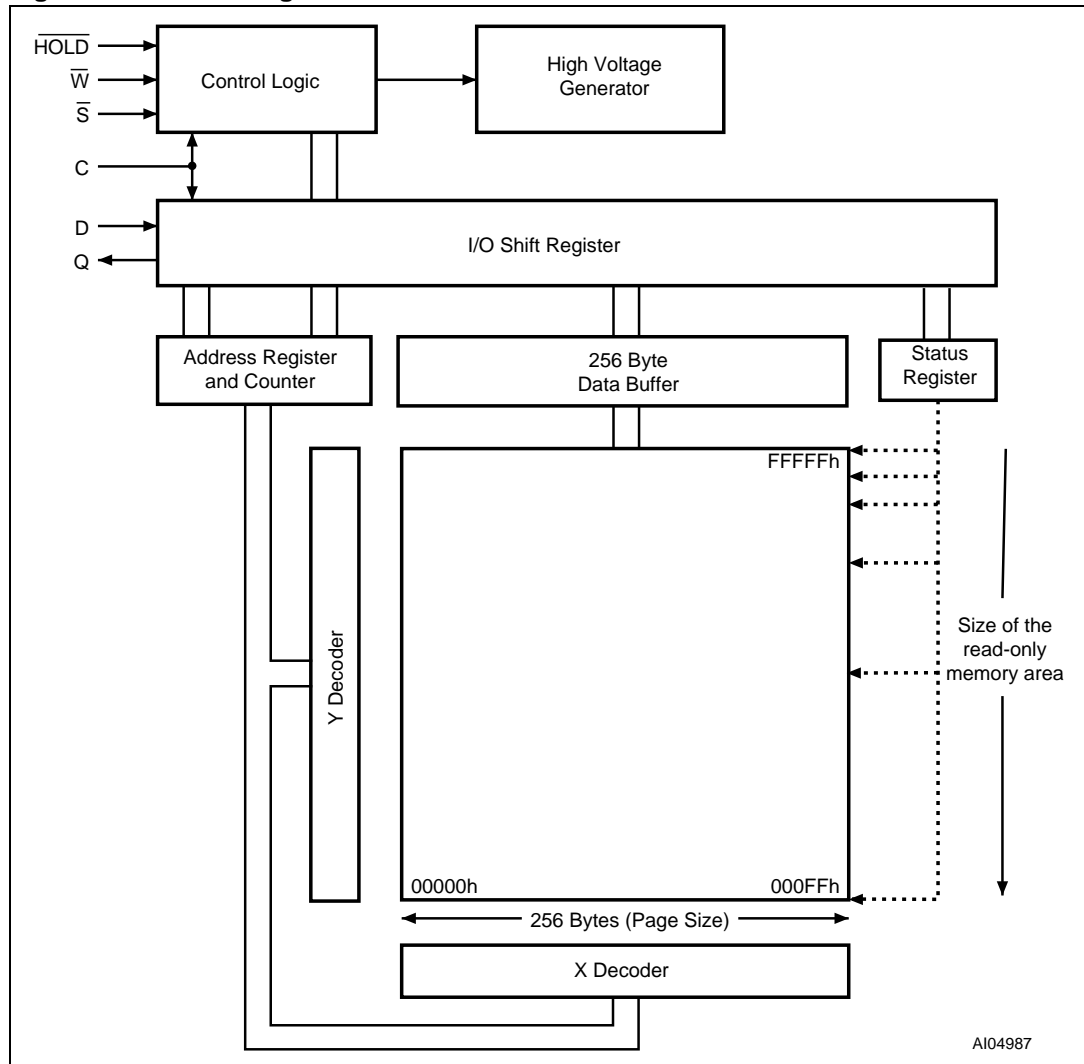 HOLD
W
S
C
D
Q
Control Logic
High Voltage
Generator
I/O Shift Register
Address Register
and Counter
256 Byte
Data Buffer
Status
Register
FFFFFh
Y Decoder
Size of the
read-only
memory area
00000h
000FFh
256 Bytes (Page Size)
X Decoder
AI04987